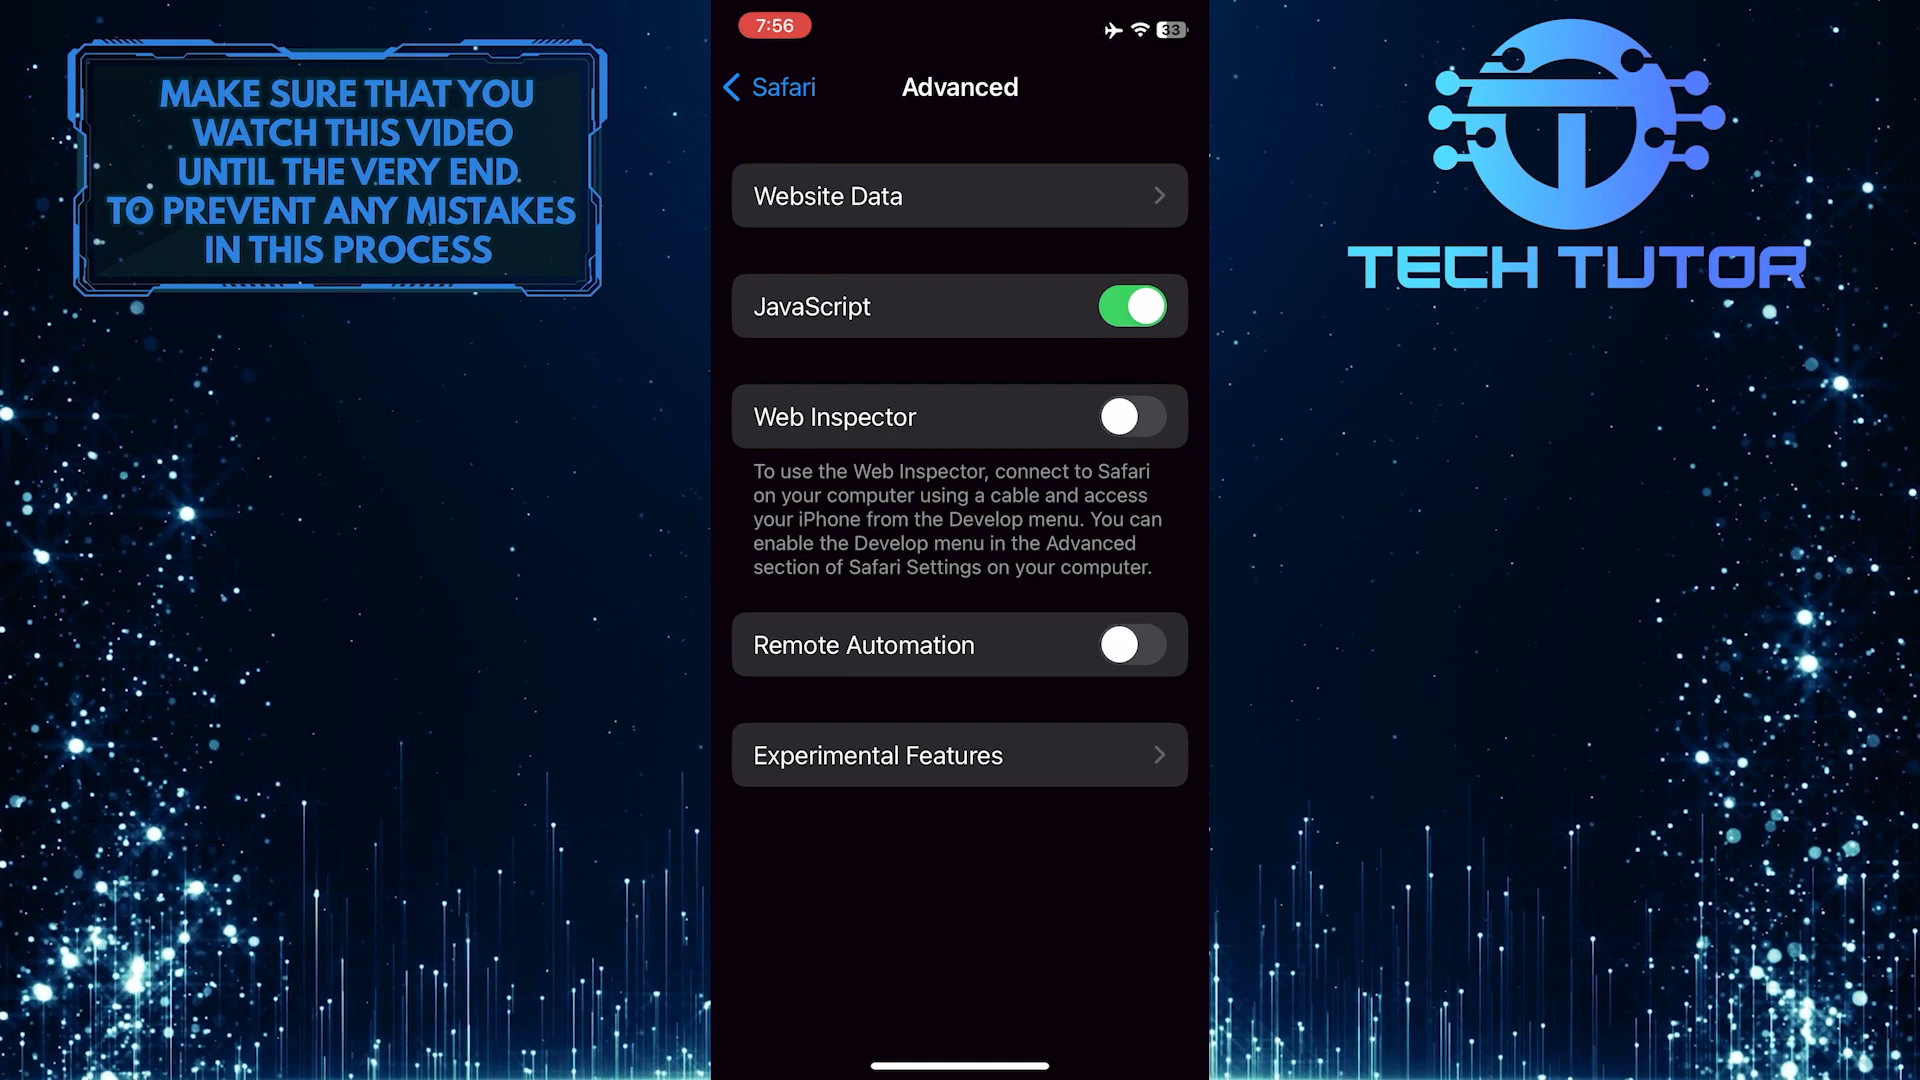 MAKE SURE THAT YOU
WATCH THIS VIDEO
UNTIL THE VERY END
TO PREVENT ANY MISTAKES
IN THIS PROCESS
7:56
33
Safari
Advanced
Website Data
JavaScript
Web Inspector
To use the Web Inspector, connect to Safari
on your computer using a cable and access
your iPhone from the Develop menu. You can
enable the Develop menu in the Advanced
section of Safari Settings on your computer.
Remote Automation
Experimental Features
TECH TUTOR